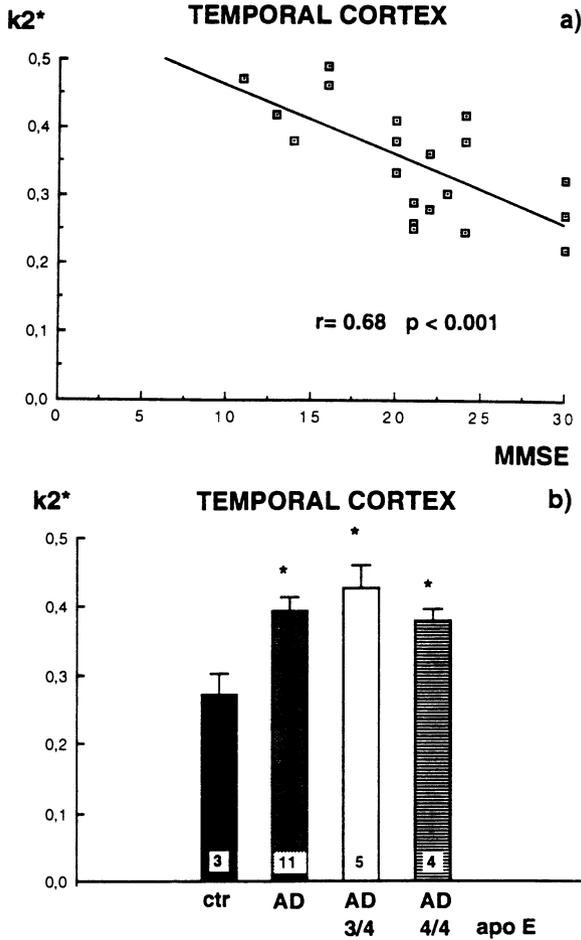 k2* TEMPORAL CORTEX a)
0,5
0,4
0,3
0,2
r= 0.68 p < 0.001
0,1
0,0
0 5 10 15 20 25 30
MMSE
k2* TEMPORAL CORTEX b)
0,5 *
* *
0,4
0,3
0,2
0,1
3 11 5 4
0,0
ctr AD AD AD
3/4 4/4 apo E